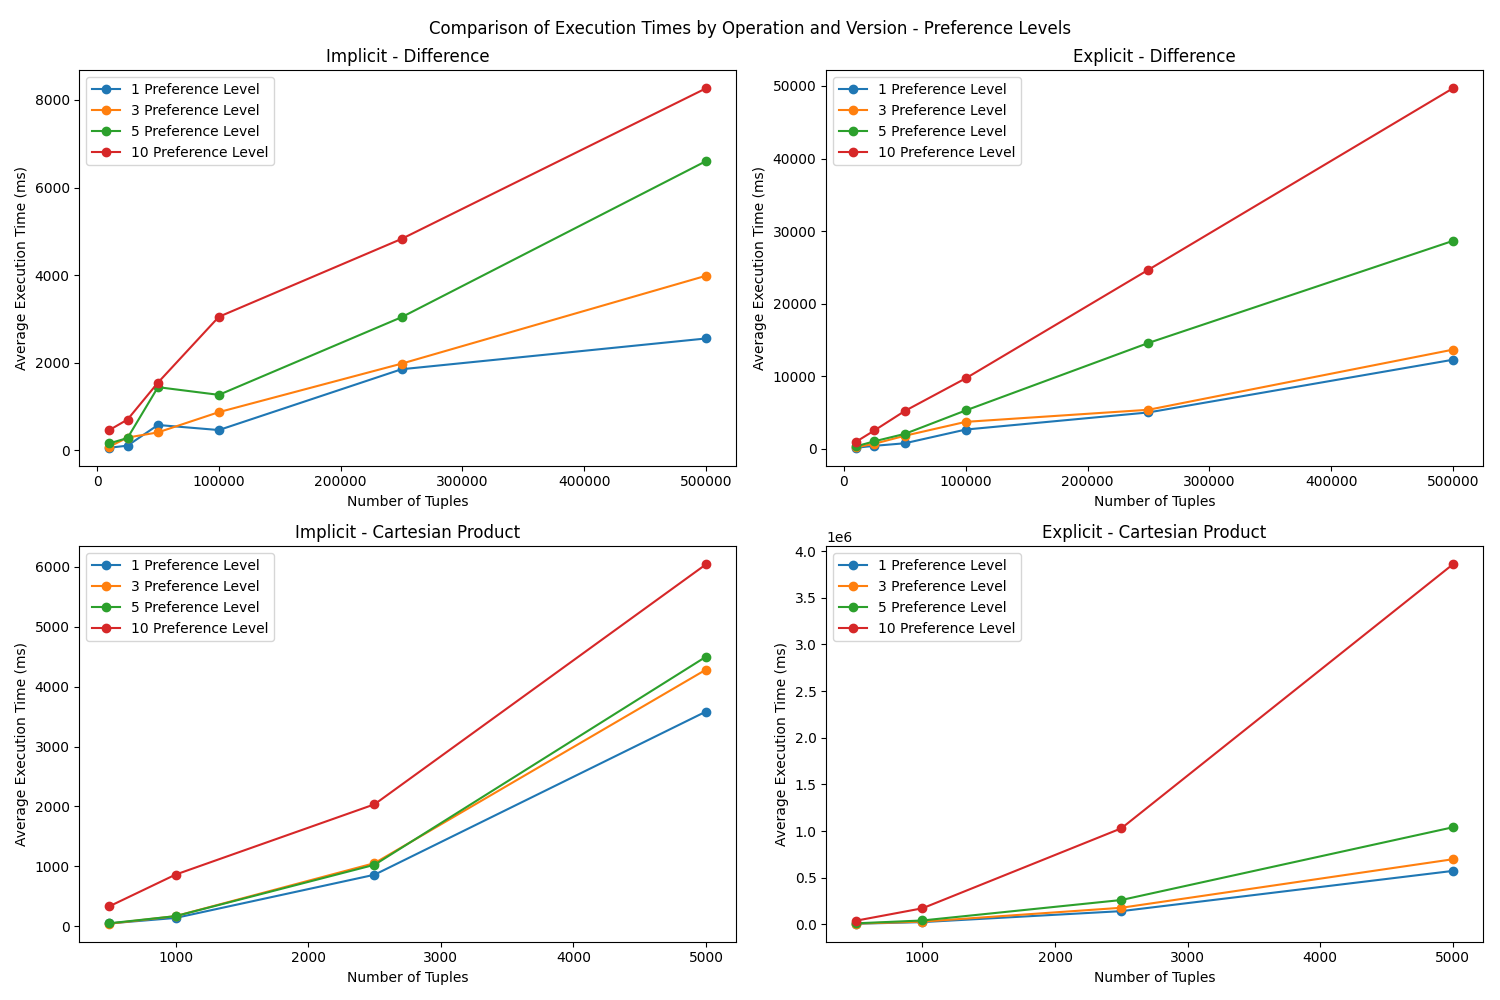 Comparison of Execution Times by Operation and Version - Preference Levels
Implicit - Difference
1 Preference Level
3 Preference Level
5 Preference Level
10 Preference Level
Average Execution Time (ms)
8000
6000
4000
2000
0
0 100000 200000 300000 400000 500000
Number of Tuples
Explicit - Difference
1 Preference Level
3 Preference Level
5 Preference Level
10 Preference Level
Average Execution Time (ms)
50000
40000
30000
20000
10000
0
0 100000 200000 300000 400000 500000
Number of Tuples
Implicit - Cartesian Product
1 Preference Level
3 Preference Level
5 Preference Level
10 Preference Level
Average Execution Time (ms)
6000
5000
4000
3000
2000
1000
0
1000 2000 3000 4000 5000
Number of Tuples
Explicit - Cartesian Product
1e6
1 Preference Level
3 Preference Level
5 Preference Level
10 Preference Level
Average Execution Time (ms)
4.0
3.5
3.0
2.5
2.0
1.5
1.0
0.5
0.0
1000 2000 3000 4000 5000
Number of Tuples